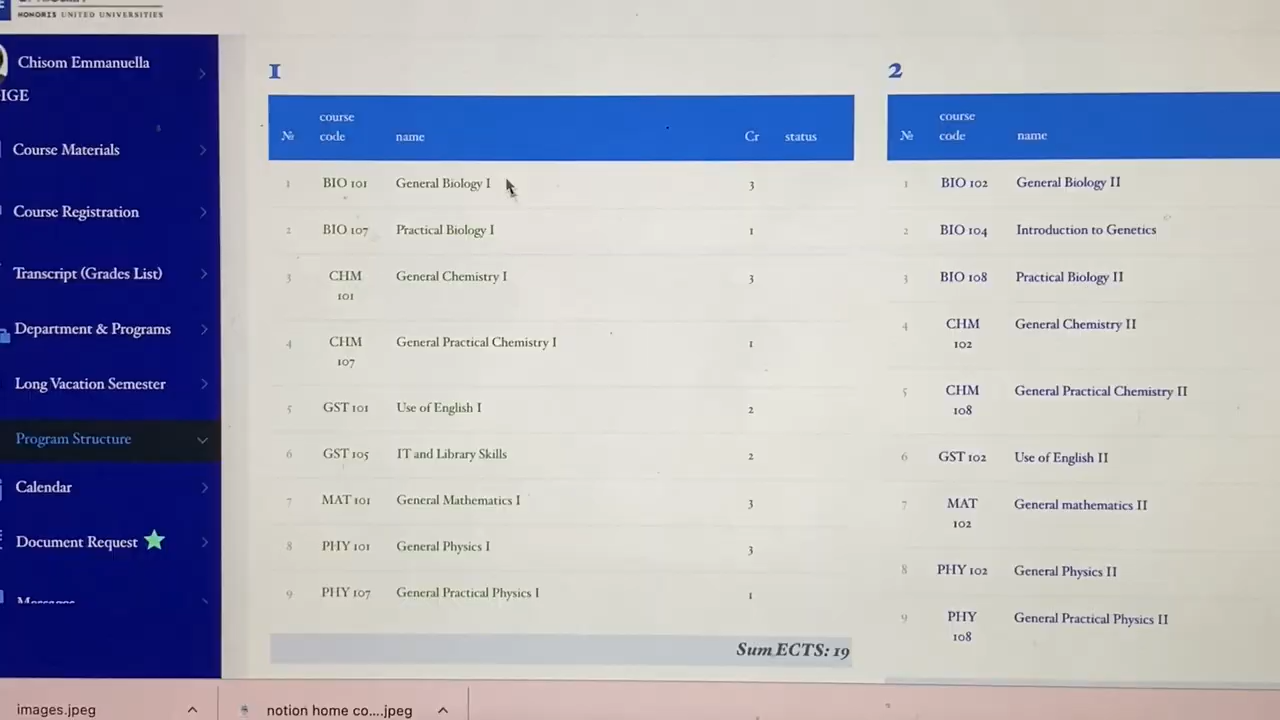 HONORIS UNITED UNIVERSITIES
Chisom Emmanuella
IGE
Course Materials
Course Registration
Transcript (Grades List)
Department & Programs
Long Vacation Semester
Program Structure
Calendar
Document Request
Messages
1
№ course code name Cr status
1 BIO 101 General Biology I 3
2 BIO 107 Practical Biology I 1
3 CHM 101 General Chemistry I 3
4 CHM 107 General Practical Chemistry I 1
5 GST 101 Use of English I 2
6 GST 105 IT and Library Skills 2
7 MAT 101 General Mathematics I 3
8 PHY 101 General Physics I 3
9 PHY 107 General Practical Physics I 1
Sum ECTS: 19
2
№ course code name
1 BIO 102 General Biology II
2 BIO 104 Introduction to Genetics
3 BIO 108 Practical Biology II
4 CHM 102 General Chemistry II
5 CHM 108 General Practical Chemistry II
6 GST 102 Use of English II
7 MAT 102 General mathematics II
8 PHY 102 General Physics II
9 PHY 108 General Practical Physics II
images.jpeg
notion home co....jpeg